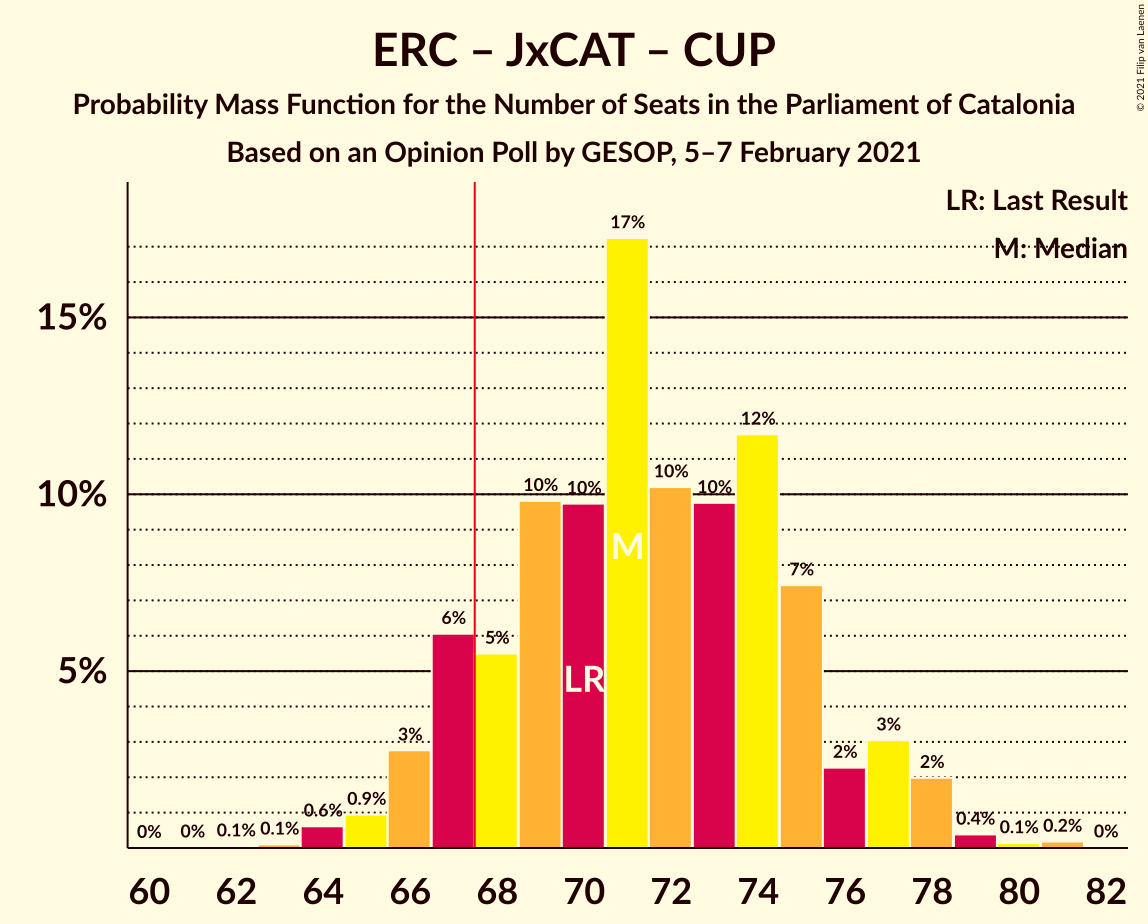 ERC – JxCAT – CUP
Probability Mass Function for the Number of Seats in the Parliament of Catalonia
Based on an Opinion Poll by GESOP, 5–7 February 2021
© 2021 Filip van Laenen
LR: Last Result
M: Median
15%
10%
5%
0%
0%
0.1%
0.1%
0.6%
0.9%
3%
6%
5%
10%
10%
17%
10%
10%
12%
7%
2%
3%
2%
0.4%
0.1%
0.2%
0%
M
LR
60 62 64 66 68 70 72 74 76 78 80 82